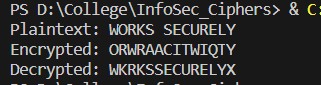 PS D:\College\InfoSec_Ciphers> & C:
Plaintext: WORKS SECURELY
Encrypted: ORWRAACITWIQTY
Decrypted: WKRKSSECURELYX